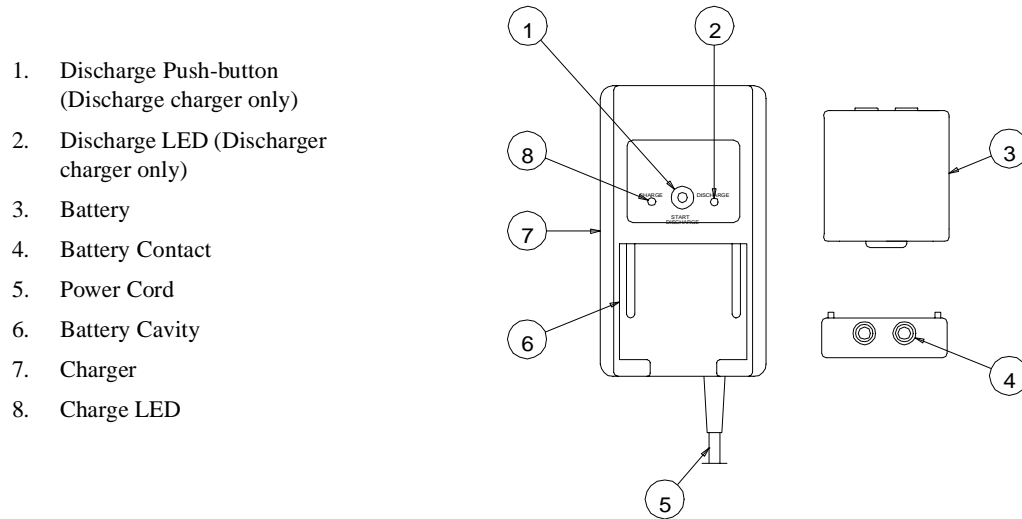 1. Discharge Push-button
(Discharge charger only)
2. Discharge LED (Discharger
charger only)
3. Battery
4. Battery Contact
5. Power Cord
6. Battery Cavity
7. Charger
8. Charge LED
1
2
8
3
CHARGE
DISCHARGE
START
DISCHARGE
7
6
4
5